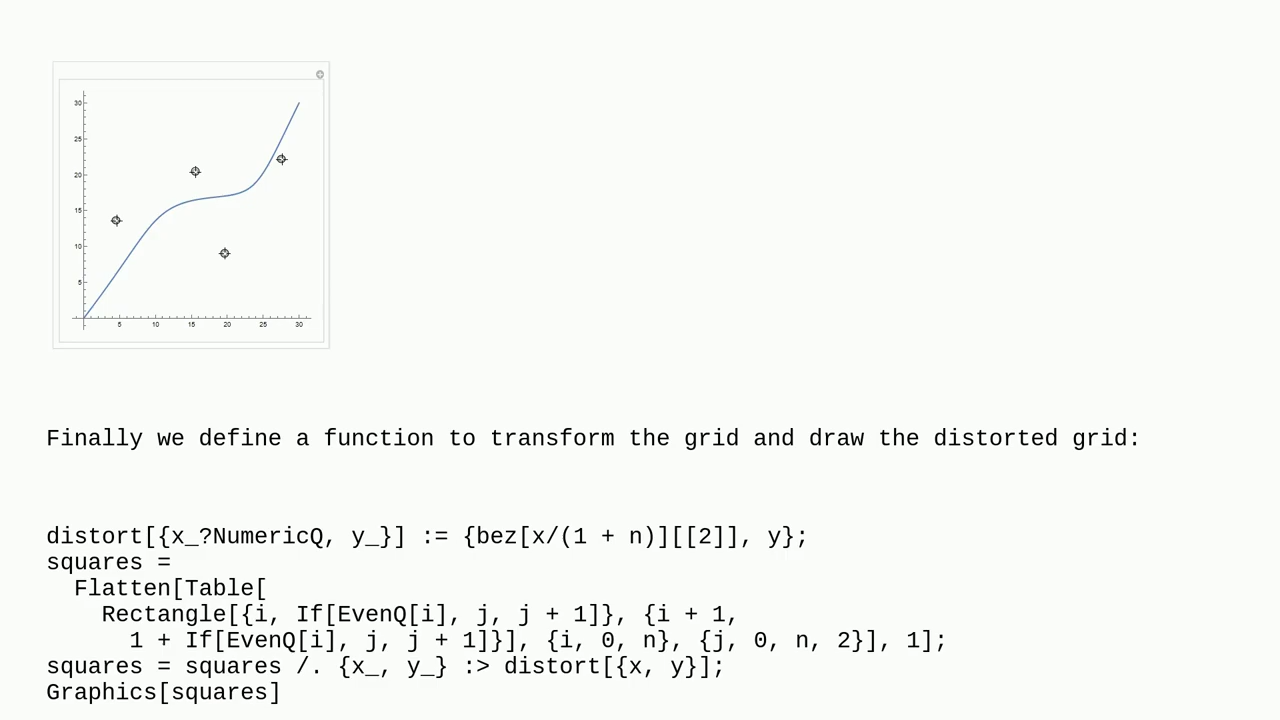 30
25
20
15
10
5
5 10 15 20 25 30
Finally we define a function to transform the grid and draw the distorted grid:
distort[{x_?NumericQ, y_}] := {bez[x/(1 + n)][[2]], y};
squares =
  Flatten[Table[
    Rectangle[{i, If[EvenQ[i], j, j + 1]}, {i + 1,
      1 + If[EvenQ[i], j, j + 1]}], {i, 0, n}, {j, 0, n, 2}], 1];
squares = squares /. {x_, y_} :> distort[{x, y}];
Graphics[squares]